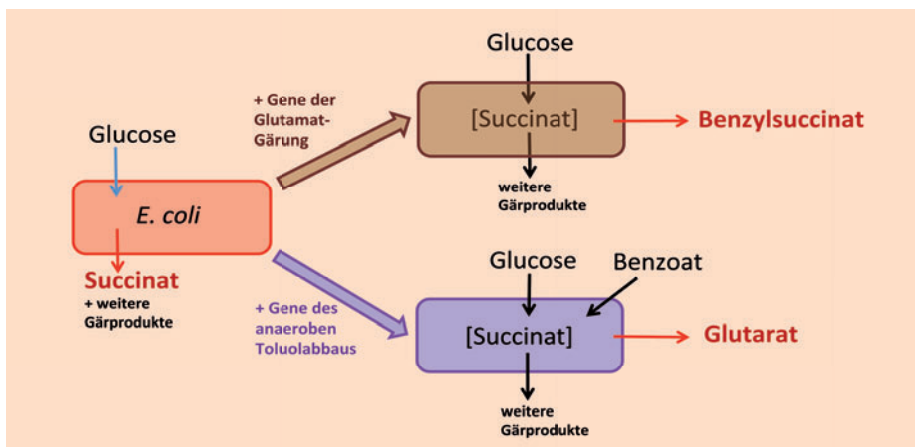 Glucose
E. coli
Succinat
+ weitere
Gärprodukte
+ Gene der
Glutamat-
Gärung
Glucose
[Succinat]
Benzylsuccinat
weitere
Gärprodukte
+ Gene des
anaeroben
Toluolabbaus
Glucose
Benzoat
[Succinat]
Glutarat
weitere
Gärprodukte